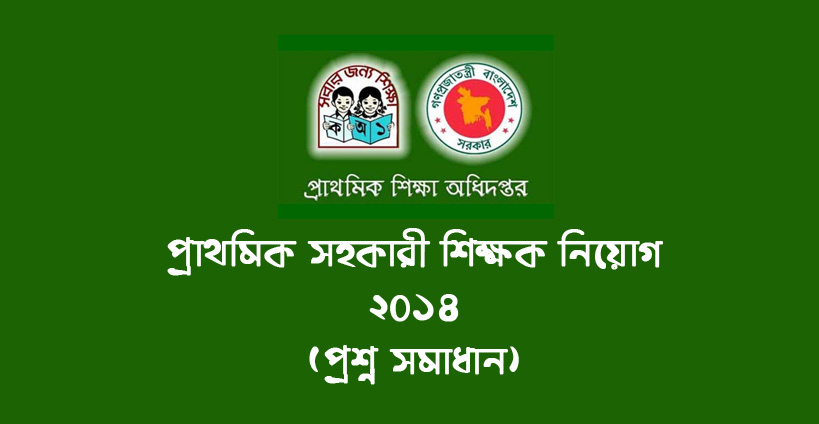 সবার জন্য শিক্ষা
ক অ ১
গণপ্রজাতন্ত্রী বাংলাদেশ
সরকার
প্রাথমিক শিক্ষা অধিদপ্তর
প্রাথমিক সহকারী শিক্ষক নিয়োগ
২০১৪
(প্রশ্ন সমাধান)